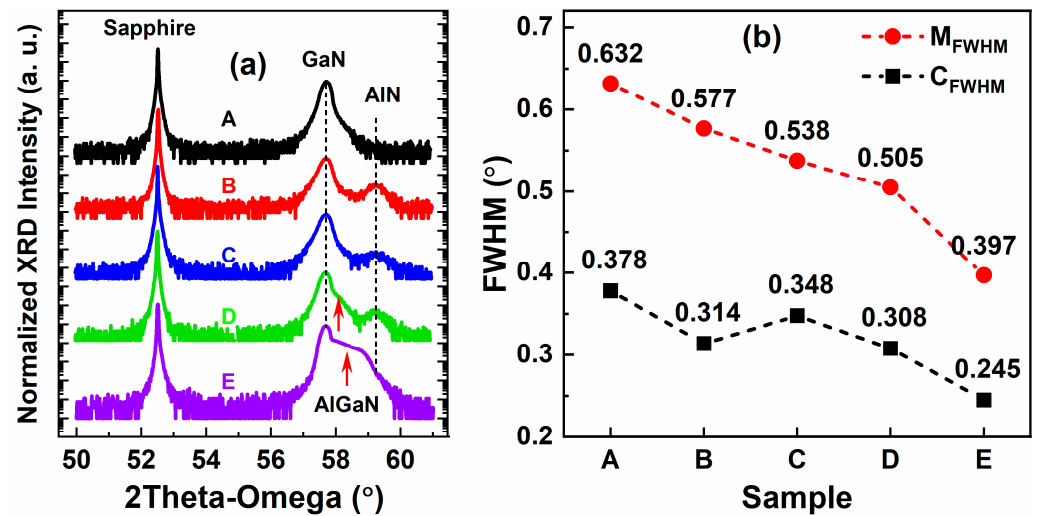 Normalized XRD Intensity (a. u.)
Sapphire
(a)
GaN
AlN
A
B
C
D
E
AlGaN
50 52 54 56 58 60
2Theta-Omega (°)
(b)
M FWHM
C FWHM
FWHM (°)
0.7
0.6
0.5
0.4
0.3
0.2
0.632
0.577
0.538
0.505
0.397
0.378
0.314
0.348
0.308
0.245
A B C D E
Sample